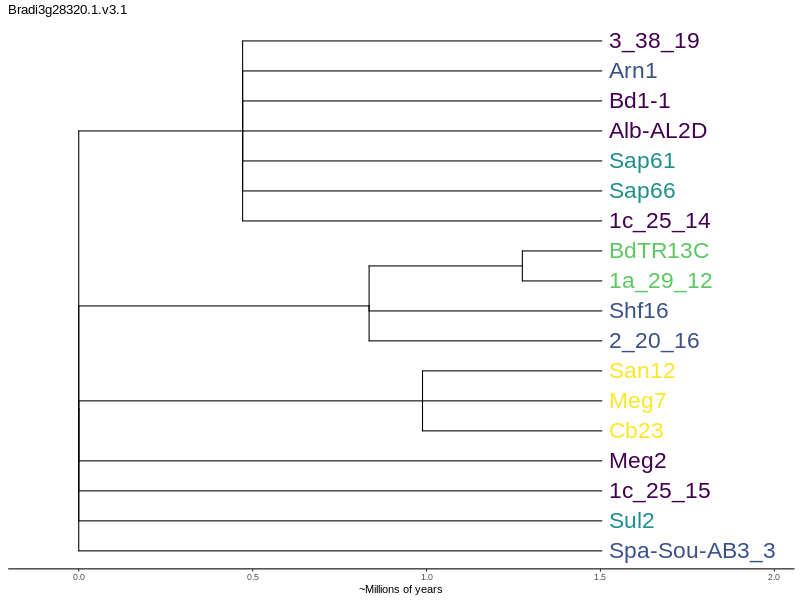 Bradi3g28320.1.v3.1
3_38_19
Arn1
Bd1-1
Alb-AL2D
Sap61
Sap66
1c_25_14
BdTR13C
1a_29_12
Shf16
2_20_16
San12
Meg7
Cb23
Meg2
1c_25_15
Sul2
Spa-Sou-AB3_3
0.0 0.5 1.0 1.5 2.0
~Millions of years